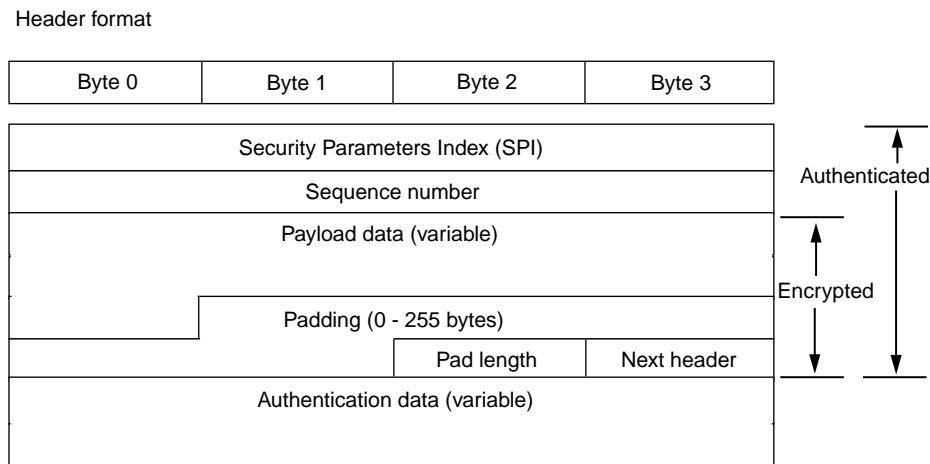 Header format
Byte 0 Byte 1 Byte 2 Byte 3
Security Parameters Index (SPI)
Authenticated
Sequence number
Payload data (variable)
Encrypted
Padding (0 - 255 bytes)
Pad length Next header
Authentication data (variable)